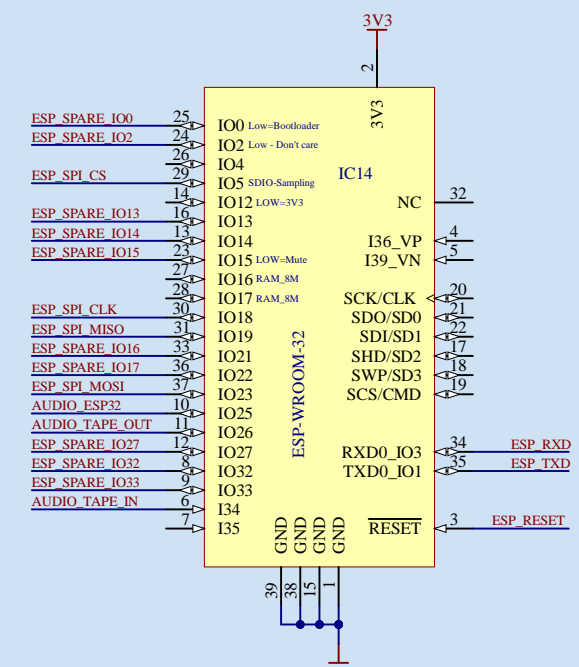 3V3
2
3V3
ESP_SPARE_IO0 25 IO0 Low=Bootloader
ESP_SPARE_IO2 24 IO2 Low - Don't care
26 IO4
ESP_SPI_CS 29 IO5 SDIO-Sampling
IC14
14 IO12 LOW=3V3
NC 32
ESP_SPARE_IO13 16 IO13
ESP_SPARE_IO14 13 IO14
I36_VP 4
ESP_SPARE_IO15 23 IO15 LOW=Mute
I39_VN 5
27 IO16 RAM_8M
28 IO17 RAM_8M
SCK/CLK 20
ESP_SPI_CLK 30 IO18
SDO/SD0 21
ESP_SPI_MISO 31 IO19
SDI/SD1 22
ESP_SPARE_IO16 33 IO21
SHD/SD2 17
ESP_SPARE_IO17 36 IO22
SWP/SD3 18
ESP_SPI_MOSI 37 IO23
SCS/CMD 19
AUDIO_ESP32 10 IO25
AUDIO_TAPE_OUT 11 IO26
ESP-WROOM-32
ESP_SPARE_IO27 12 IO27
RXD0_IO3 34 ESP_RXD
ESP_SPARE_IO32 8 IO32
TXD0_IO1 35 ESP_TXD
ESP_SPARE_IO33 9 IO33
AUDIO_TAPE_IN 6 I34
7 I35
RESET 3 ESP_RESET
GND GND GND GND
39 38 15 1